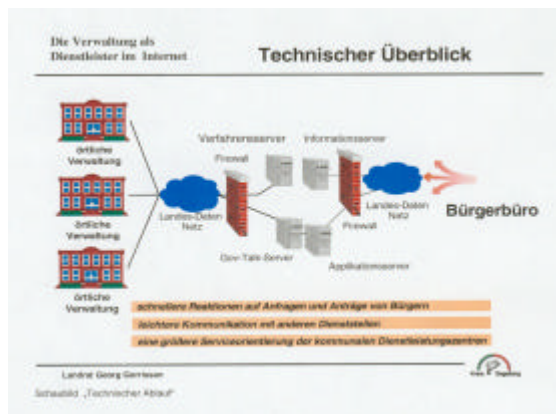 Die Verwaltung als
Dienstleister im Internet
Technischer Überblick
örtliche
Verwaltung
örtliche
Verwaltung
örtliche
Verwaltung
Landes-Daten
Netz
Firewall
Verfahrensserver
Informationsserver
Gov-Talk-Server
Applikationsserver
Firewall
Landes-Daten
Netz
Bürgerbüro
schnellere Reaktionen auf Anfragen und Anträge von Bürgern
leichtere Kommunikation mit anderen Dienststellen
eine größere Serviceorientierung der kommunalen Dienstleistungszentren
Landrat Georg Gorrissen
Schaubild „Technischer Ablauf"